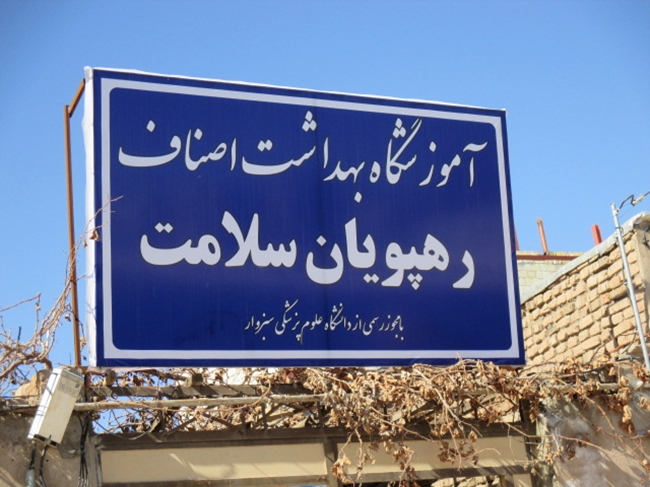 آموزشگاه بهداشت اصناف
رهپویان سلامت
با مجوز رسمی از دانشگاه علوم پزشکی سبزوار